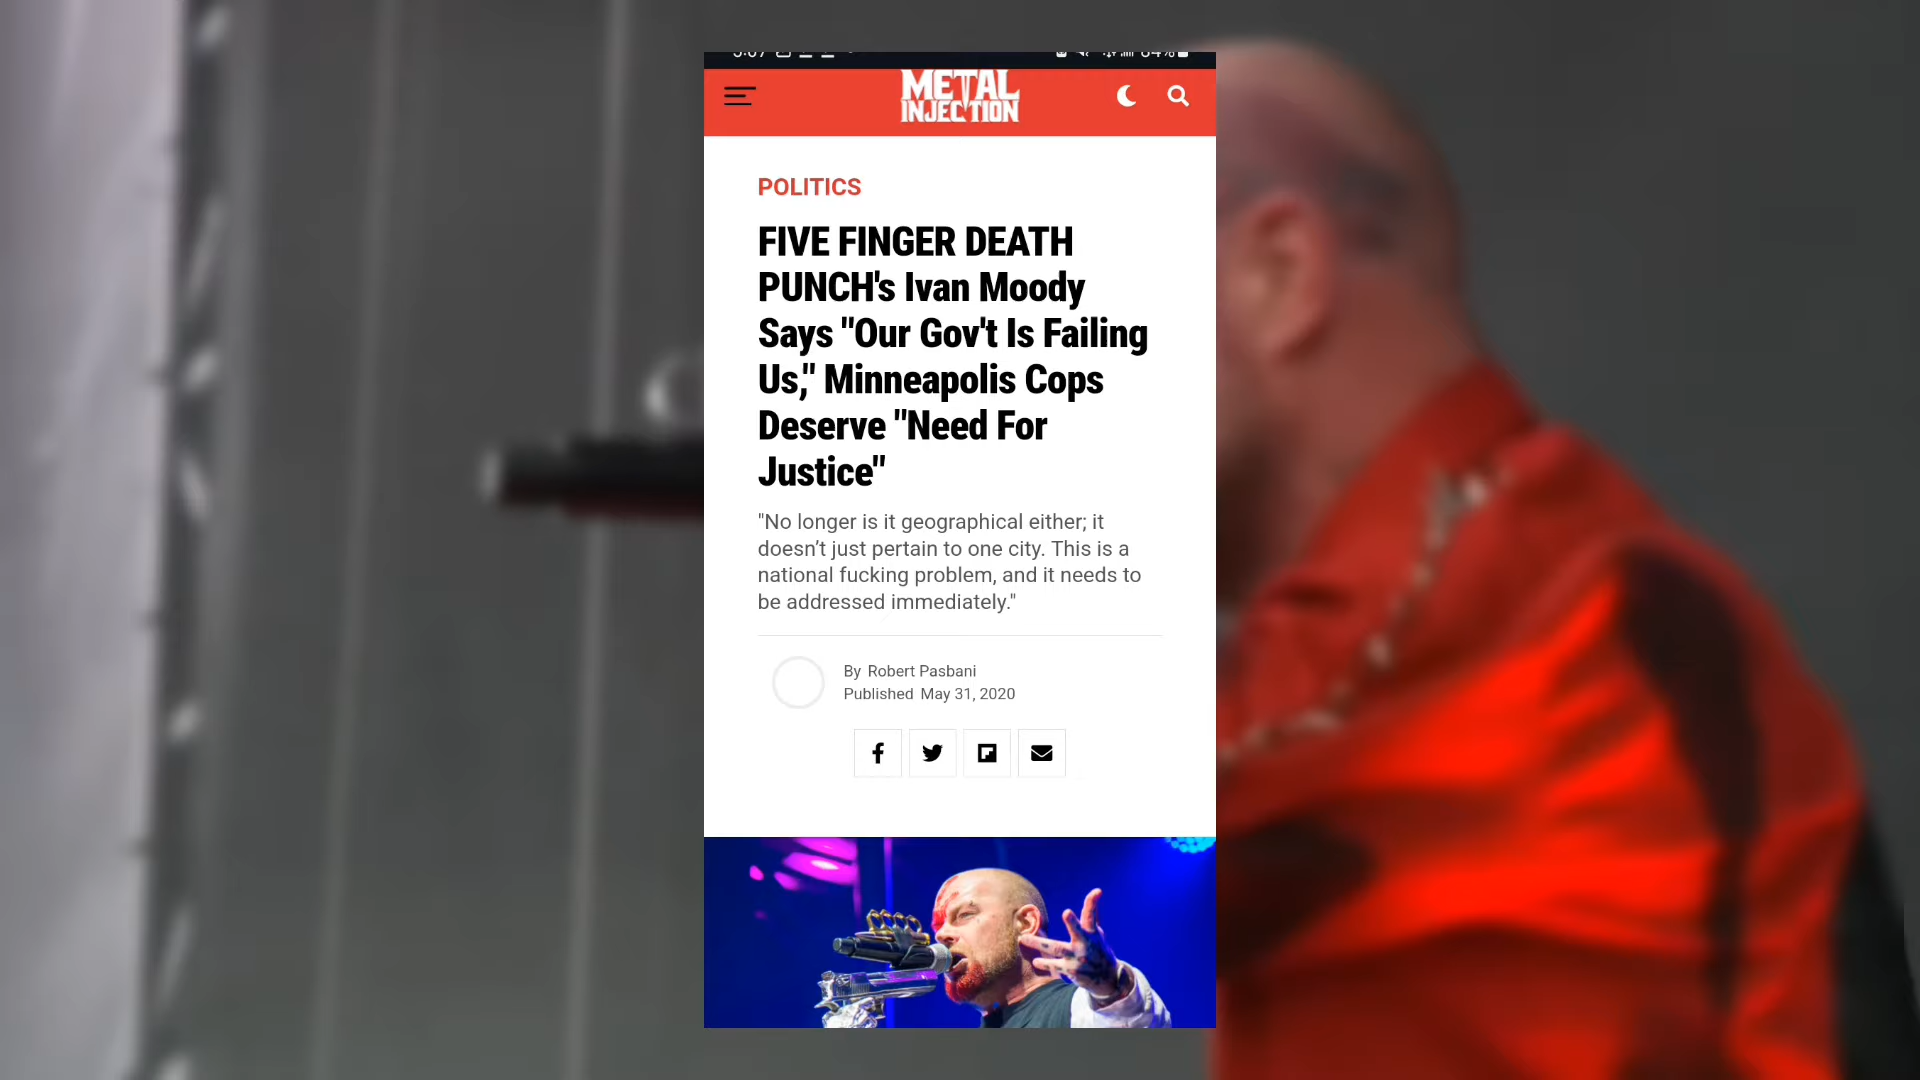 METAL
INJECTION
POLITICS
FIVE FINGER DEATH
PUNCH's Ivan Moody
Says "Our Gov't Is Failing
Us," Minneapolis Cops
Deserve "Need For
Justice"
"No longer is it geographical either; it
doesn’t just pertain to one city. This is a
national fucking problem, and it needs to
be addressed immediately."
By Robert Pasbani
Published May 31, 2020